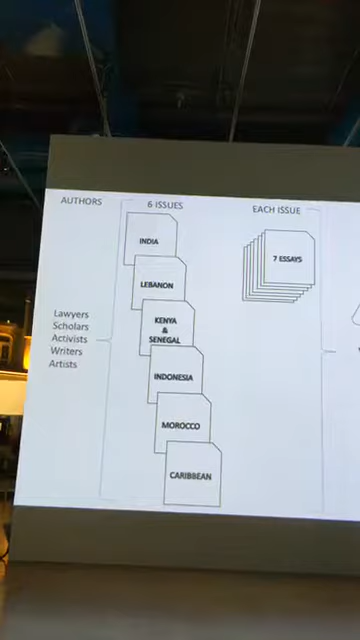 AUTHORS
6 ISSUES
EACH ISSUE
INDIA
LEBANON
KENYA
&
SENEGAL
INDONESIA
MOROCCO
CARIBBEAN
7 ESSAYS
Lawyers
Scholars
Activists
Writers
Artists